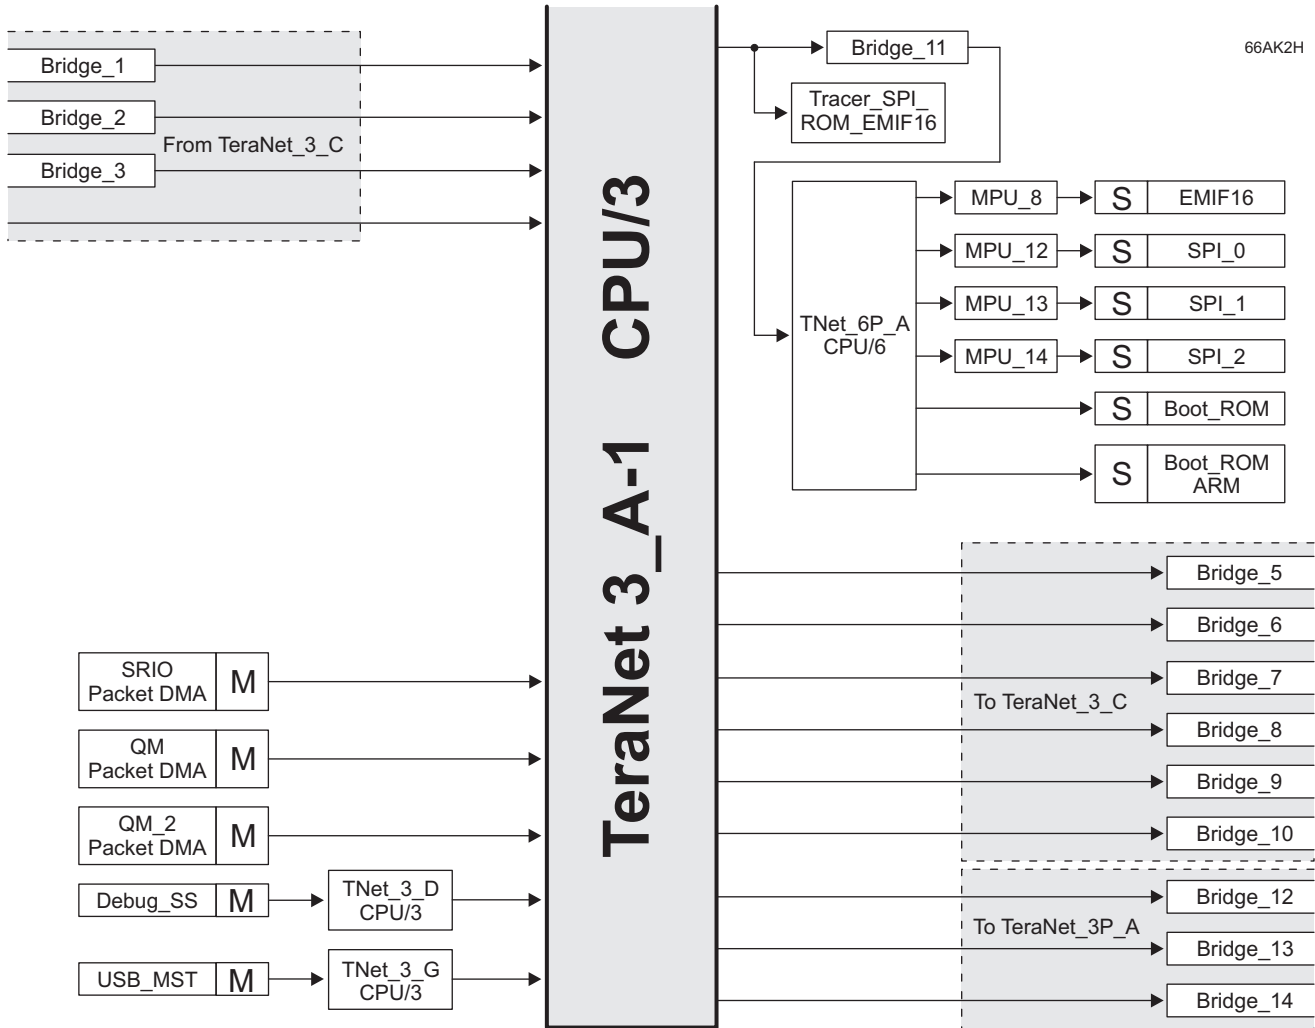 66AK2H
Bridge_1
Bridge_2
From TeraNet_3_C
Bridge_3
TeraNet 3_A-1 CPU/3
Bridge_11
Tracer_SPI_
ROM_EMIF16
TNet_6P_A
CPU/6
MPU_8 S EMIF16
MPU_12 S SPI_0
MPU_13 S SPI_1
MPU_14 S SPI_2
S Boot_ROM
S Boot_ROM
ARM
SRIO
Packet DMA M
QM
Packet DMA M
QM_2
Packet DMA M
Debug_SS M TNet_3_D
CPU/3
USB_MST M TNet_3_G
CPU/3
Bridge_5
Bridge_6
Bridge_7
To TeraNet_3_C
Bridge_8
Bridge_9
Bridge_10
Bridge_12
To TeraNet_3P_A
Bridge_13
Bridge_14